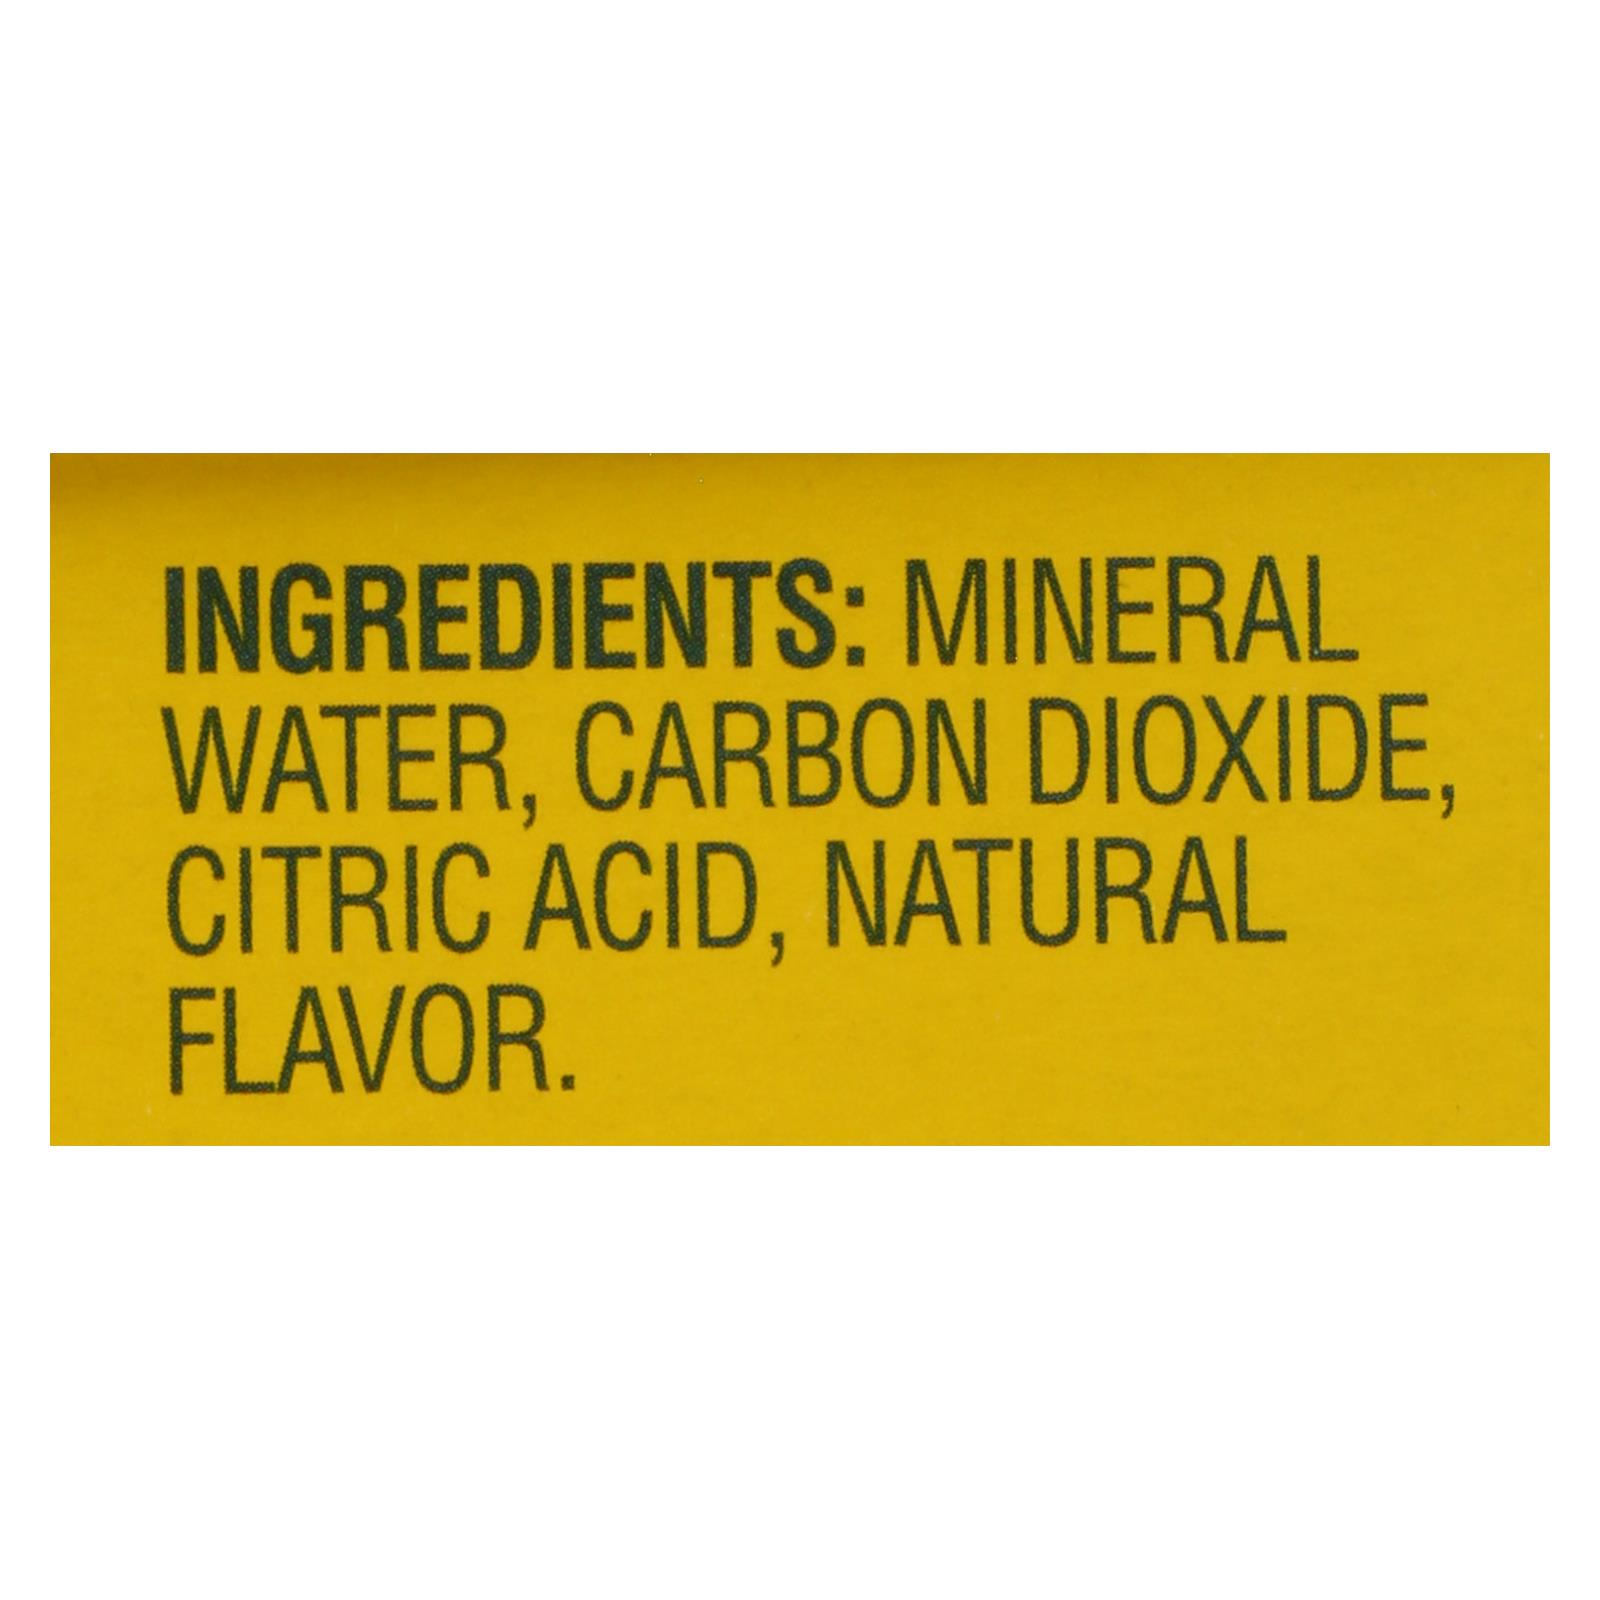 INGREDIENTS: MINERAL
WATER, CARBON DIOXIDE,
CITRIC ACID, NATURAL
FLAVOR.